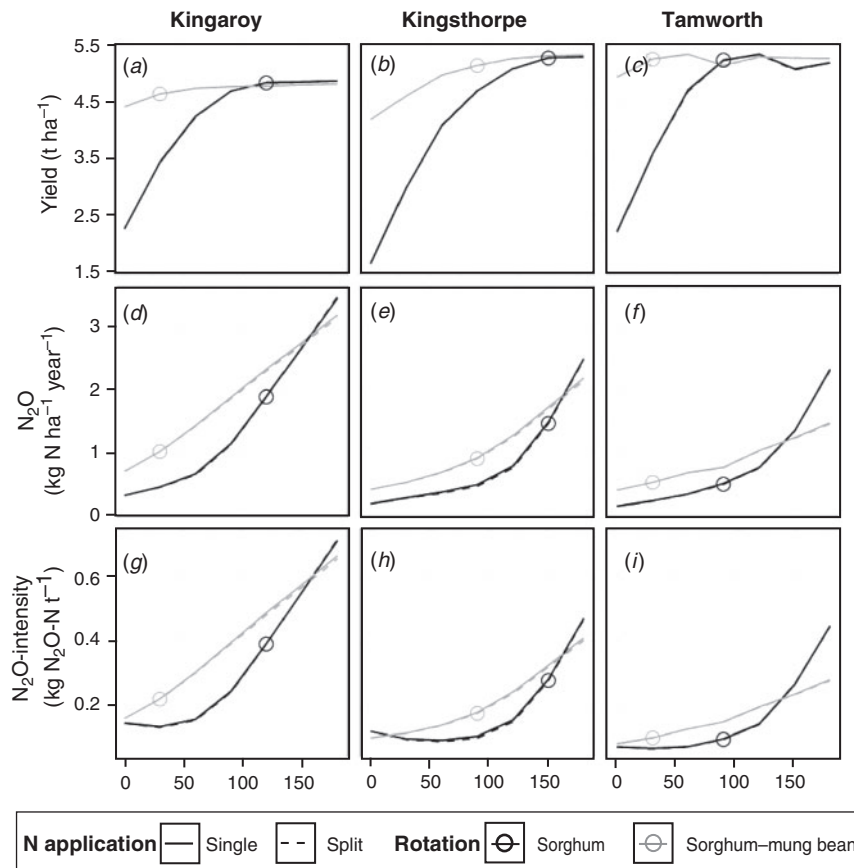 Kingaroy Kingsthorpe Tamworth
Yield (t ha⁻¹)
5.5
4.5
3.5
2.5
1.5
(a) (b) (c)
N₂O
(kg N ha⁻¹ year⁻¹)
3
2
1
0
(d) (e) (f)
N₂O-intensity
(kg N₂O-N t⁻¹)
0.6
0.4
0.2
(g) (h) (i)
0 50 100 150 0 50 100 150 0 50 100 150
N application Single Split Rotation Sorghum Sorghum–mung bean